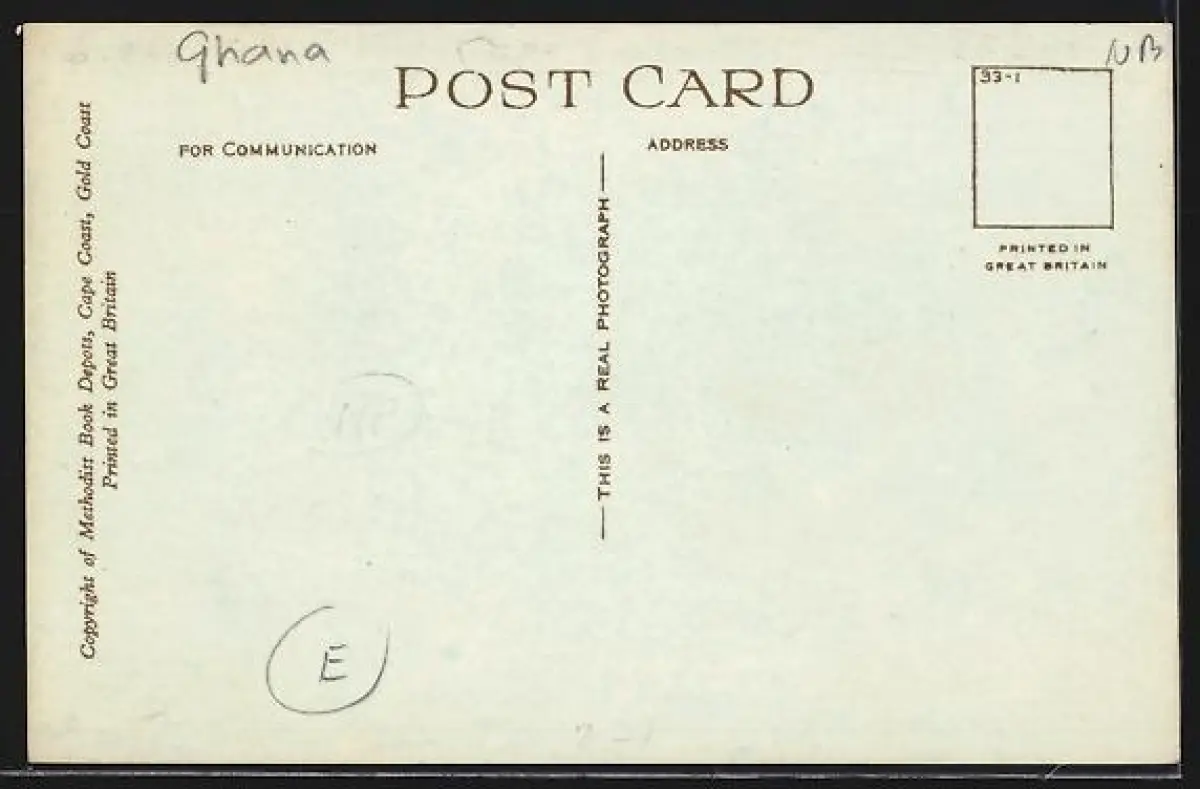 Ghana
NB
POST CARD
33-1
FOR COMMUNICATION
ADDRESS
PRINTED IN
GREAT BRITAIN
THIS IS A REAL PHOTOGRAPH
Copyright of Methodist Book Depots, Cape Coast, Gold Coast
Printed in Great Britain
E